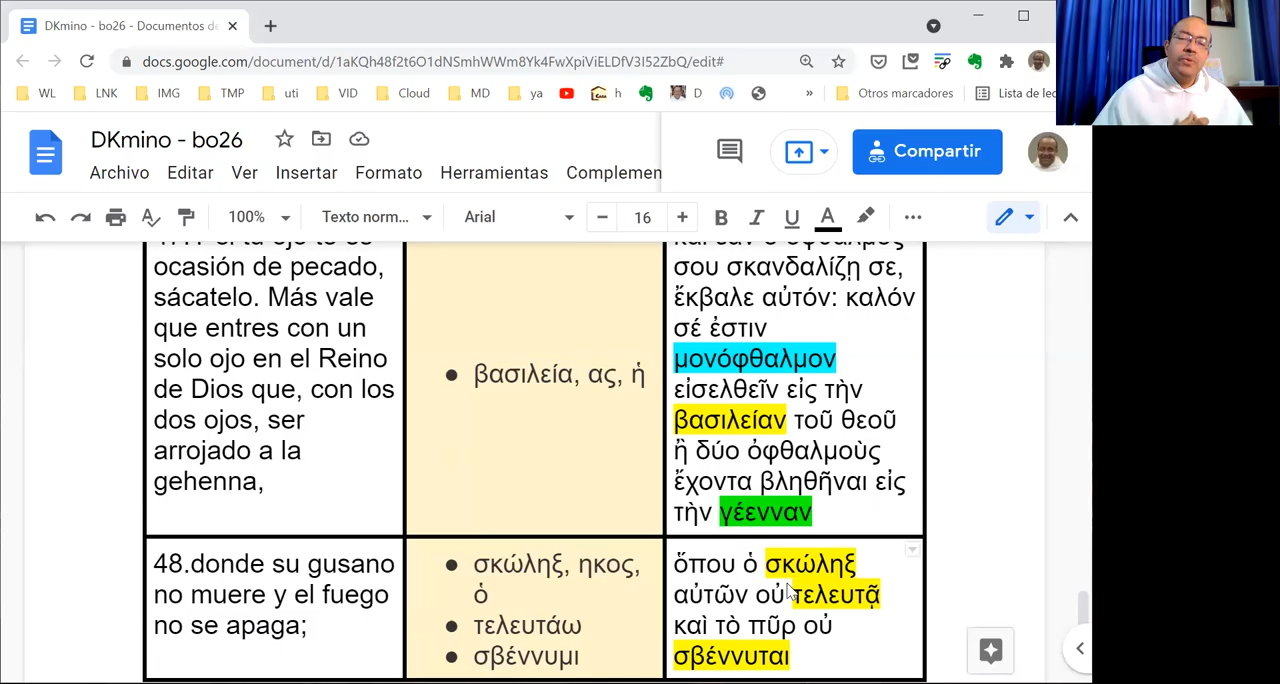 DKmino - bo26 - Documentos de
docs.google.com/document/d/1aKQh48f2t6O1dNSmhWWm8Yk4FwXpiViELDfV3I52ZbQ/edit#
WL LNK IMG TMP uti VID Cloud MD ya h D » Otros marcadores Lista de lec
DKmino - bo26
Compartir
Archivo Editar Ver Insertar Formato Herramientas Complemen
100% Texto norm... Arial 16 B I U A
ocasión de pecado,
sácatelo. Más vale
que entres con un
solo ojo en el Reino
de Dios que, con los
dos ojos, ser
arrojado a la
gehenna,
βασιλεία, ας, ἡ
σου σκανδαλίζῃ σε,
ἔκβαλε αὐτόν: καλόν
σέ ἐστιν
μονόφθαλμον
εἰσελθεῖν εἰς τὴν
βασιλείαν τοῦ θεοῦ
ἢ δύο ὀφθαλμοὺς
ἔχοντα βληθῆναι εἰς
τὴν γέενναν
48.donde su gusano
no muere y el fuego
no se apaga;
σκώληξ, ηκος,
ὁ
τελευτάω
σβέννυμι
ὅπου ὁ σκώληξ
αὐτῶν οὐ τελευτᾷ
καὶ τὸ πῦρ οὐ
σβέννυται